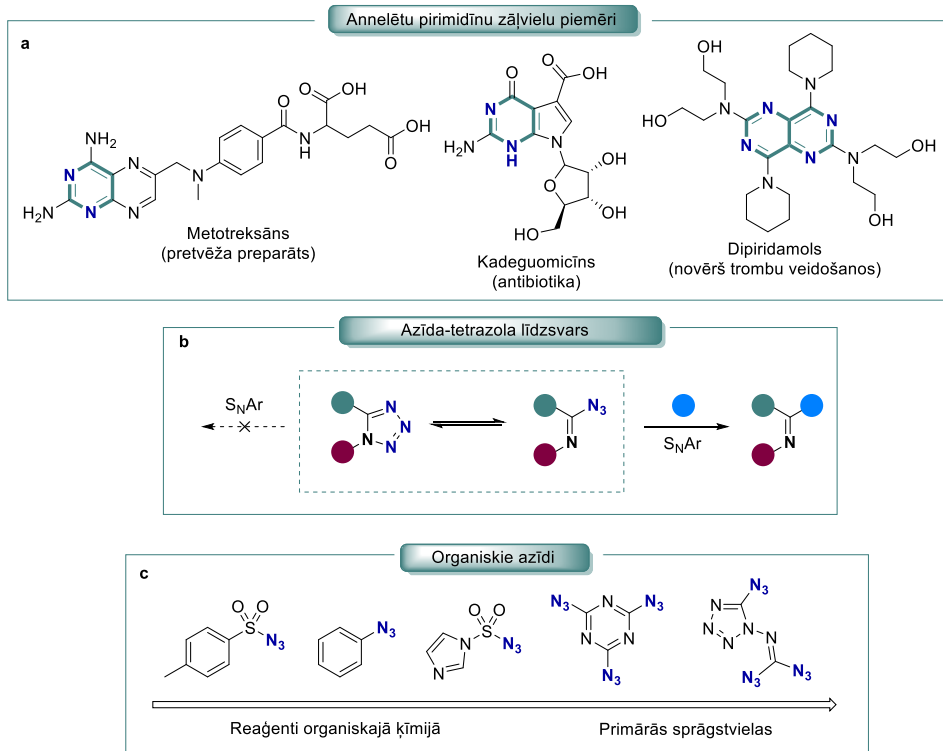 Annelētu pirimidīnu zāļvielu piemēri
a
NH2
N
N
H2N
N
N
N
O
N
H
O
OH
OH
O
Metotreksāns
(pretvēža preparāts)
O
O
OH
N
H2N
N
H
N
O
OH
OH
HO
Kadeguomicīns
(antibiotika)
OH
HO
N
N
N
N
N
N
N
N
OH
OH
Dipiridamols
(novērš trombu veidošanos)
Azīda-tetrazola līdzsvars
b
SNAr
N
N
N
N
N3
N
SNAr
N
Organiskie azīdi
c
O
O
S
N3
N3
O
O
N
S
N3
N
N3
N
N3
N
N
N3
N3
N
N
N
N
N
N3
N3
Reaģenti organiskajā ķīmijā
Primārās sprāgstvielas